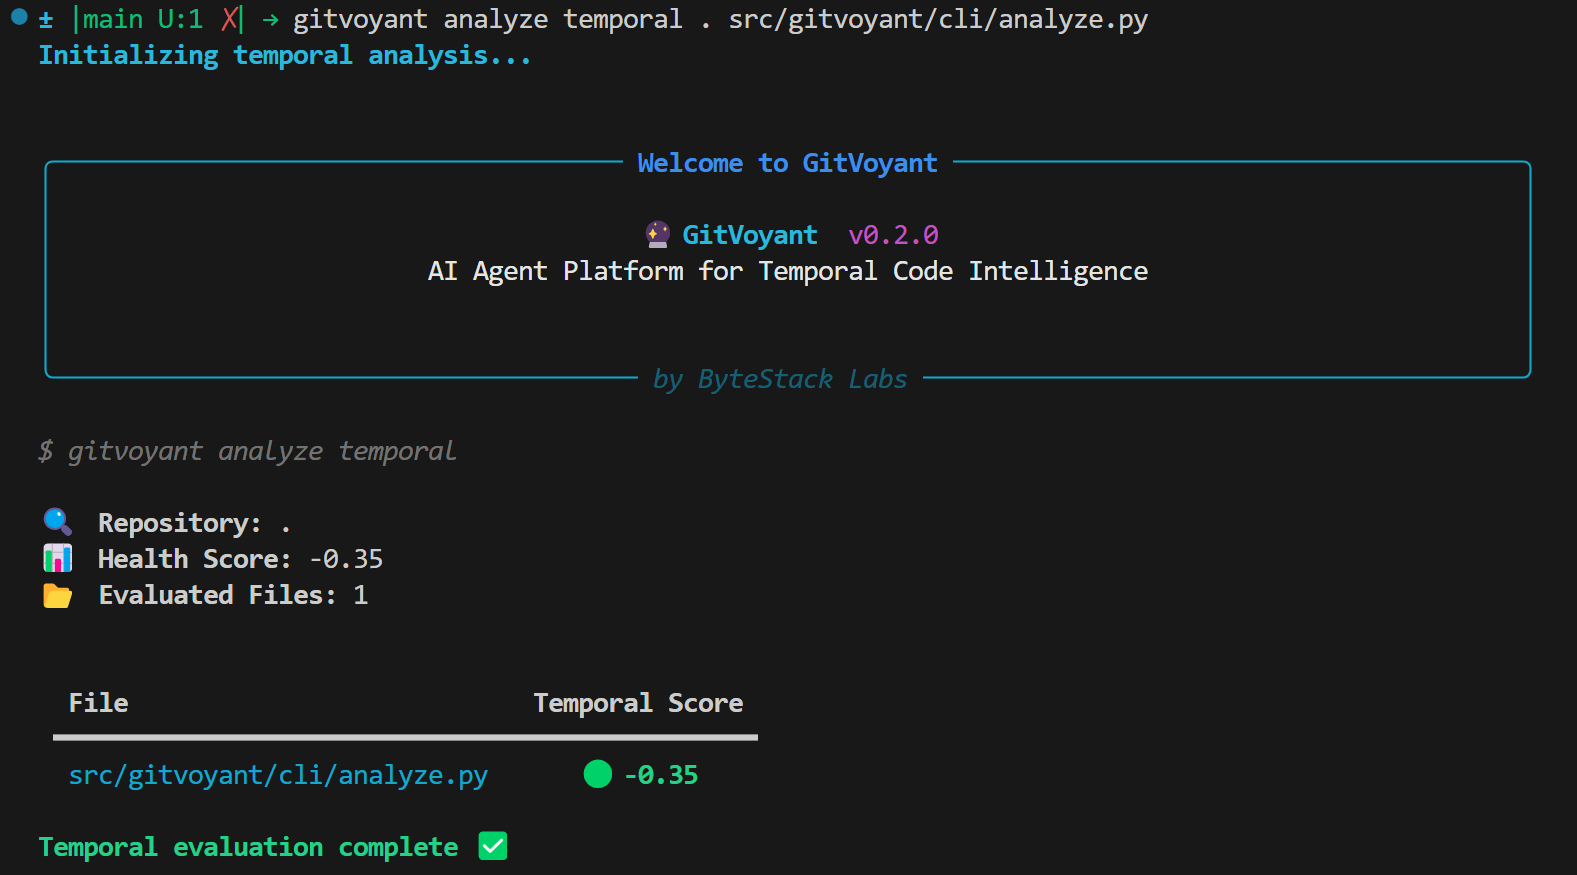 ± |main U:1 ✗| → gitvoyant analyze temporal . src/gitvoyant/cli/analyze.py
Initializing temporal analysis...
Welcome to GitVoyant
🔮 GitVoyant v0.2.0
AI Agent Platform for Temporal Code Intelligence
by ByteStack Labs
$ gitvoyant analyze temporal
🔍 Repository: .
📊 Health Score: -0.35
📂 Evaluated Files: 1
File Temporal Score
src/gitvoyant/cli/analyze.py 🟢 -0.35
Temporal evaluation complete ✅